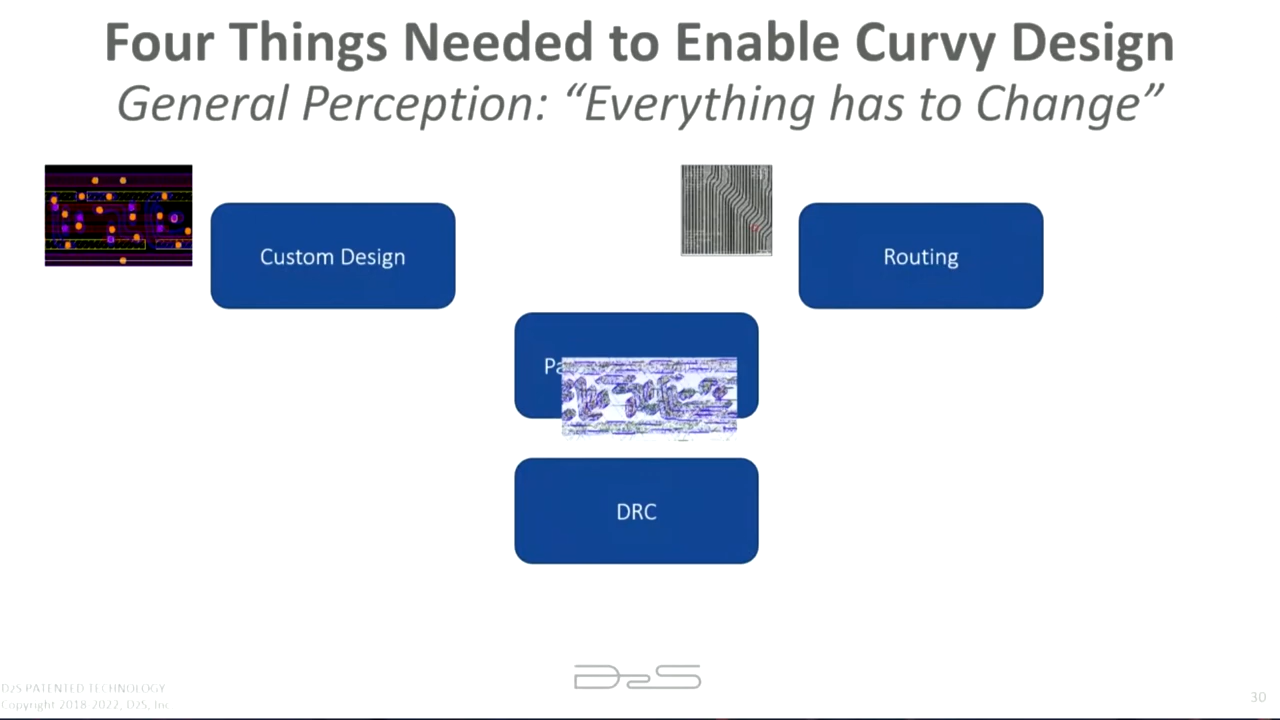 Four Things Needed to Enable Curvy Design
General Perception: “Everything has to Change”
Custom Design
Routing
DRC
D2S
D2S PATENTED TECHNOLOGY
Copyright 2018-2022, D2S, Inc
30